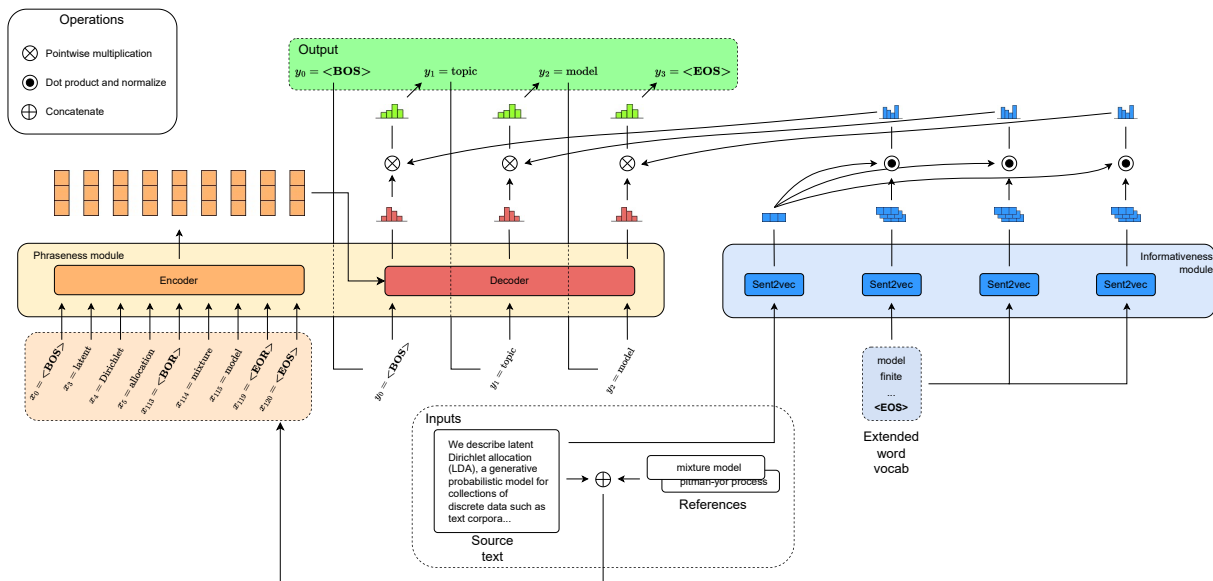 Operations
Pointwise multiplication
Dot product and normalize
Concatenate
Output
y₀ = <BOS>
y₁ = topic
y₂ = model
y₃ = <EOS>
Phraseness module
Encoder
Decoder
Informativeness
module
Sent2vec
Sent2vec
Sent2vec
Sent2vec
x₀ = <BOS>
x₃ = latent
x₄ = Dirichlet
x₅ = allocation
x₁₁₃ = <BOR>
x₁₁₄ = mixture
x₁₁₅ = model
x₁₁₉ = <EOR>
x₁₂₀ = <EOS>
y₀ = <BOS>
y₁ = topic
y₂ = model
model
finite
...
<EOS>
Extended
word
vocab
Inputs
We describe latent
Dirichlet allocation
(LDA), a generative
probabilistic model for
collections of
discrete data such as
text corpora...
Source
text
mixture model
pitman-yor process
References